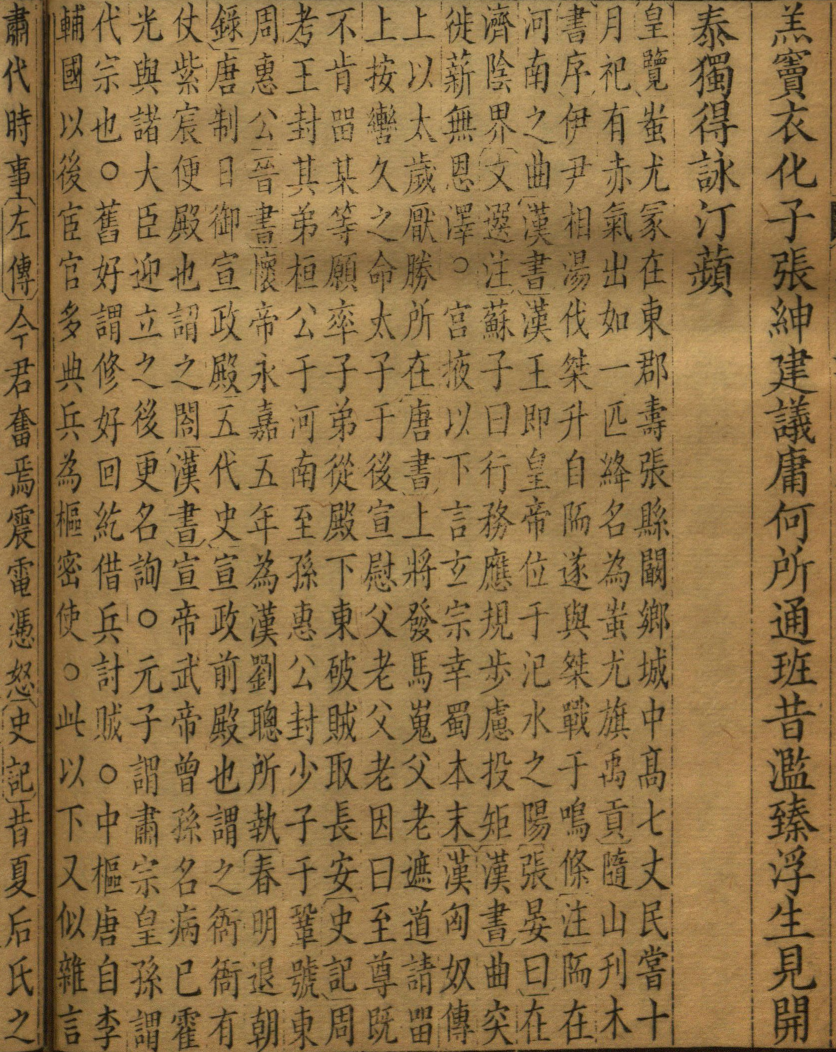 羔竇衣化子張紳建議庸何所通班昔濫臻浮生見開
泰獨得詠汀蘋
皇覽蚩尤冢在東郡壽張縣闞鄉城中高七丈民嘗十
月祀有赤氣出如一匹絳名為蚩尤旗禹貢隨山刊木
書序伊尹相湯伐桀升自陑遂與桀戰于鳴條注陑在
河南之曲漢書漢王即皇帝位于汜水之陽張晏曰在
濟陰界文選注蘇子曰行務應規步慮投矩漢書曲突
徙薪無恩澤○宮掖以下言玄宗幸蜀本末漢匈奴傳
上以太歲厭勝所在唐書上將發馬嵬父老遮道請留
上按轡久之命太子于後宣慰父老父老因曰至尊既
不肯留某等願率子弟從殿下東破賊取長安史記周
考王封其弟桓公于河南至孫惠公封少子于鞏號東
周惠公晉書懷帝永嘉五年為漢劉聰所執春明退朝
錄唐制日御宣政殿五代史宣政前殿也謂之衙衙有
仗紫宸便殿也謂之閤漢書宣帝武帝曾孫名病已霍
光與諸大臣迎立之後更名詢○元子謂肅宗皇孫謂
代宗也○舊好謂修好回紇借兵討賊○中樞唐自李
輔國以後宦官多典兵為樞密使○此以下又似雜言
肅代時事左傳今君奮焉震電憑怒史記昔夏后氏之